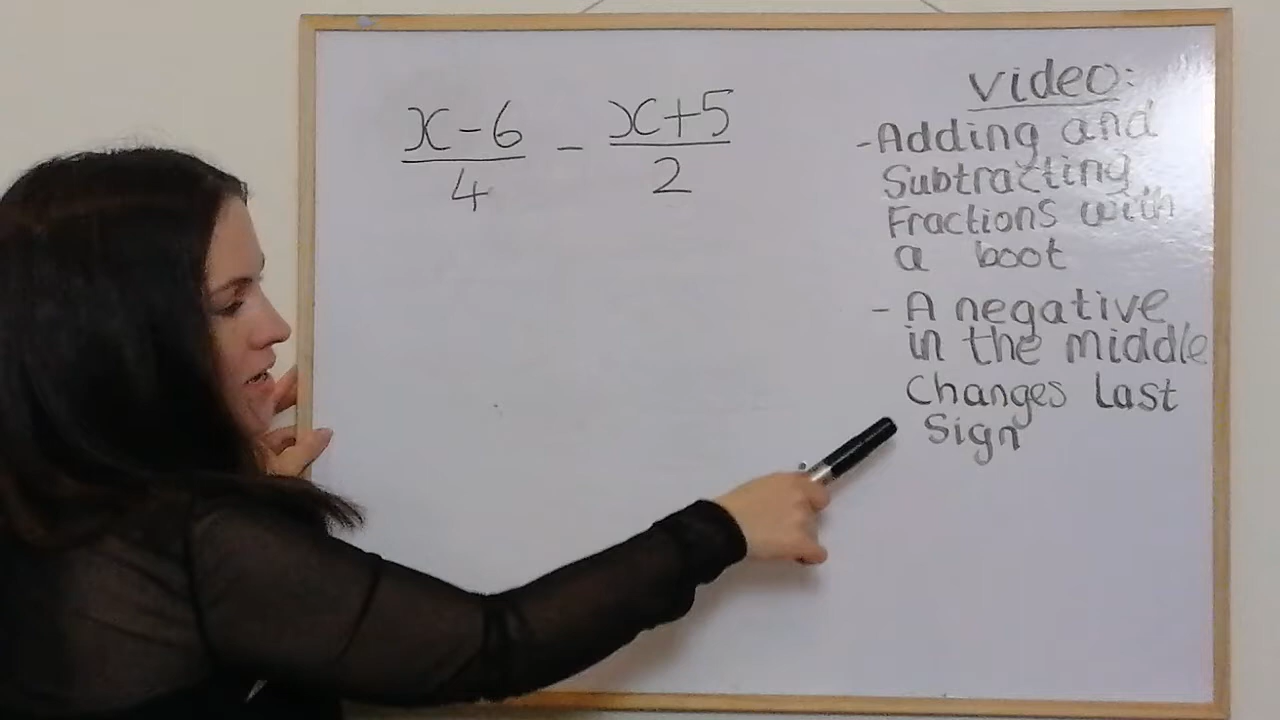 x-6/4 - x+5/2
video:
-Adding and
Subtracting
Fractions with
a boot
- A negative
in the middle
Changes Last
Sign